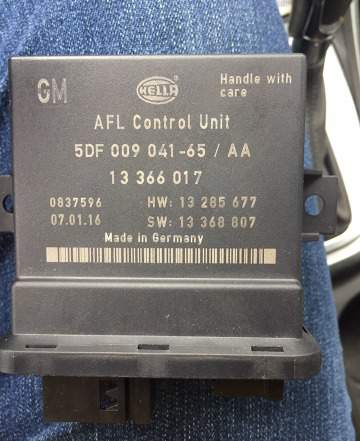 GM HELLA Handle with care
AFL Control Unit
5DF 009 041-65 / AA
13 366 017
0837596 HW: 13 285 677
07.01.16 SW: 13 368 807
Made in Germany